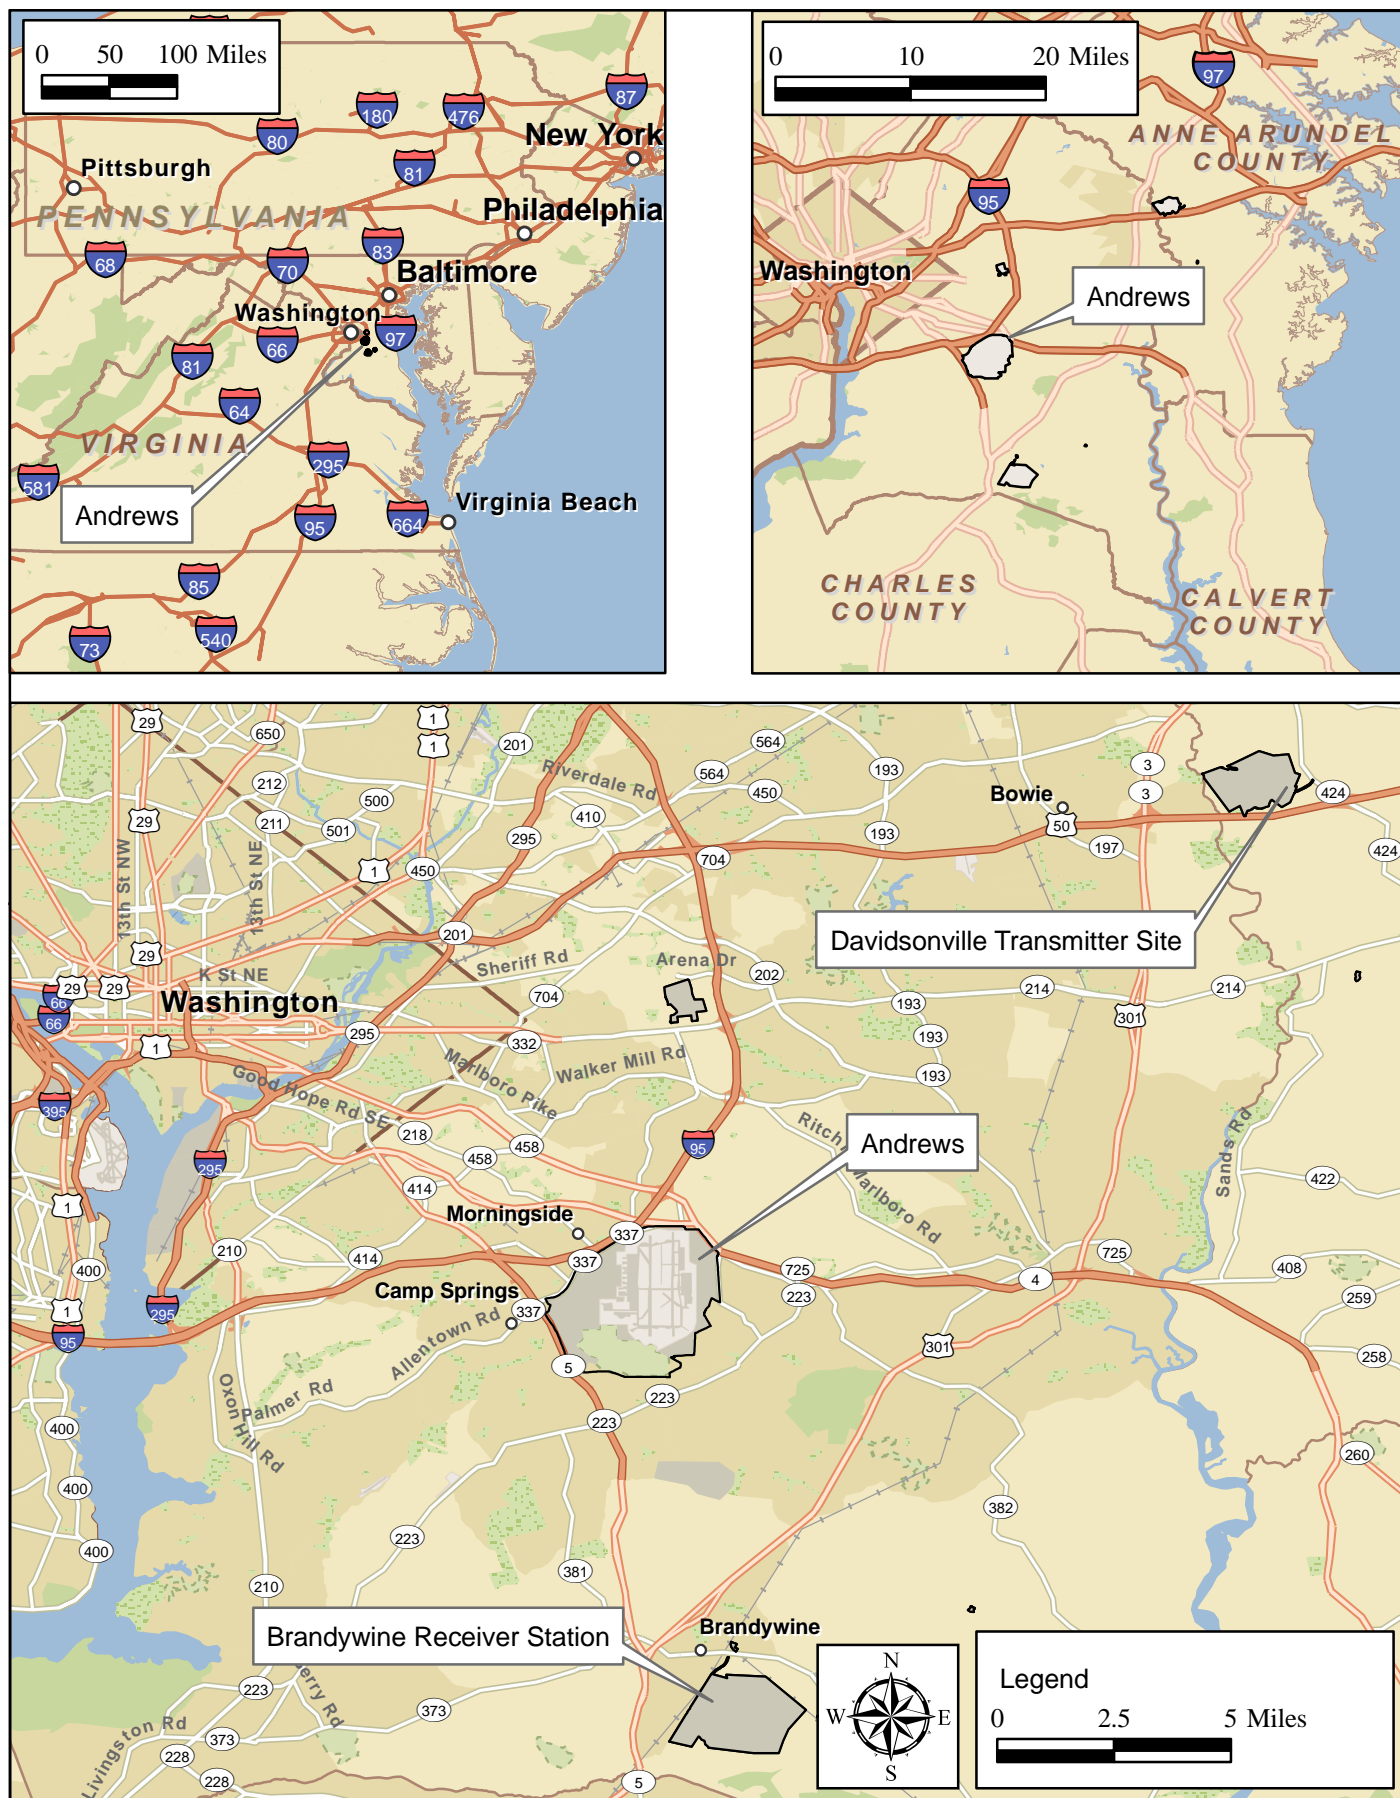 0 50 100 Miles
87
180
476
80
New York
81
Pittsburgh
PENNSYLVANIA
Philadelphia
83
68
70
Baltimore
Washington
97
66
81
64
VIRGINIA
295
581
Andrews
95
664
Virginia Beach
85
540
73
0 10 20 Miles
97
ANNE ARUNDEL
COUNTY
95
Washington
Andrews
CHARLES
COUNTY
CALVERT
COUNTY
29
1
650
1
201
564
Riverdale Rd
564
193
3
212
450
3
424
500
Bowie
29
211
501
410
50
295
193
197
424
13th St NW
13th St NE
1
450
704
201
Davidsonville Transmitter Site
29
Sheriff Rd
Arena Dr
K St NE
202
29
29
66
Washington
704
193
214
214
66
301
295
332
193
1
Marlboro Pike
Walker Mill Rd
Good Hope Rd SE
193
395
218
458
95
Ritch
Andrews
Sands Rd
295
458
Marlboro Rd
422
414
1
Morningside
337
210
414
337
725
725
400
408
4
Camp Springs
223
259
295
337
1
95
Allentown Rd
301
258
5
Oxon Hill Rd
Palmer Rd
223
223
400
260
400
382
223
400
381
210
Brandywine Receiver Station
Brandywine
erry Rd
223
Livingston Rd
373
373
228
228
5
N
W E
S
Legend
0 2.5 5 Miles